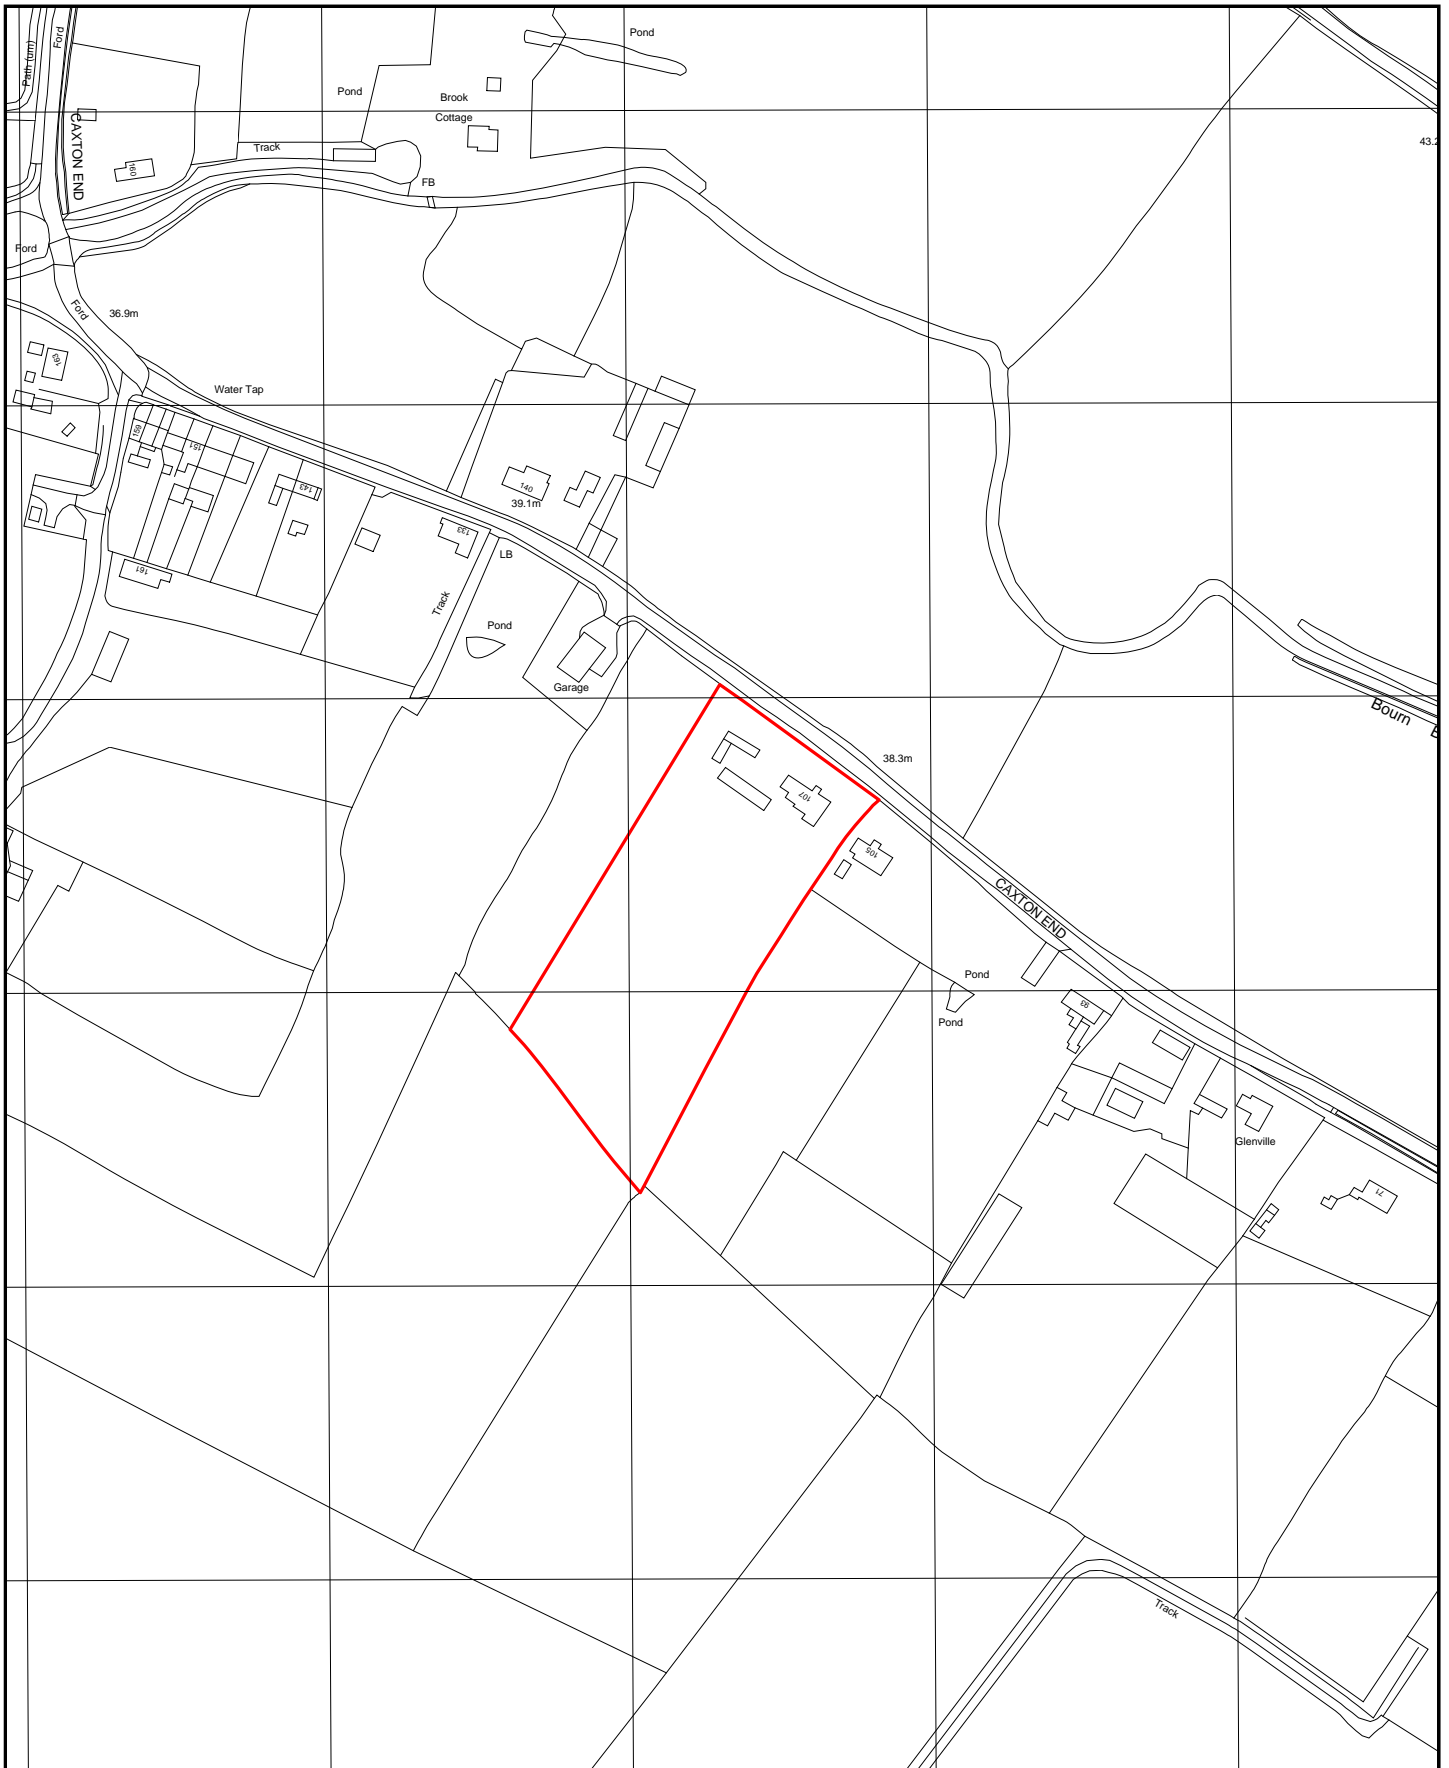 Path (um)
Ford
Pond
Pond
Brook
Cottage
CAXTON END
160
Track
43.2
FB
Ford
Ford
36.9m
163
Water Tap
159
151
143
140
39.1m
133
LB
161
Track
Pond
Garage
Bourn
38.3m
107
105
CAXTON END
Pond
93
Pond
Glenville
71
Track